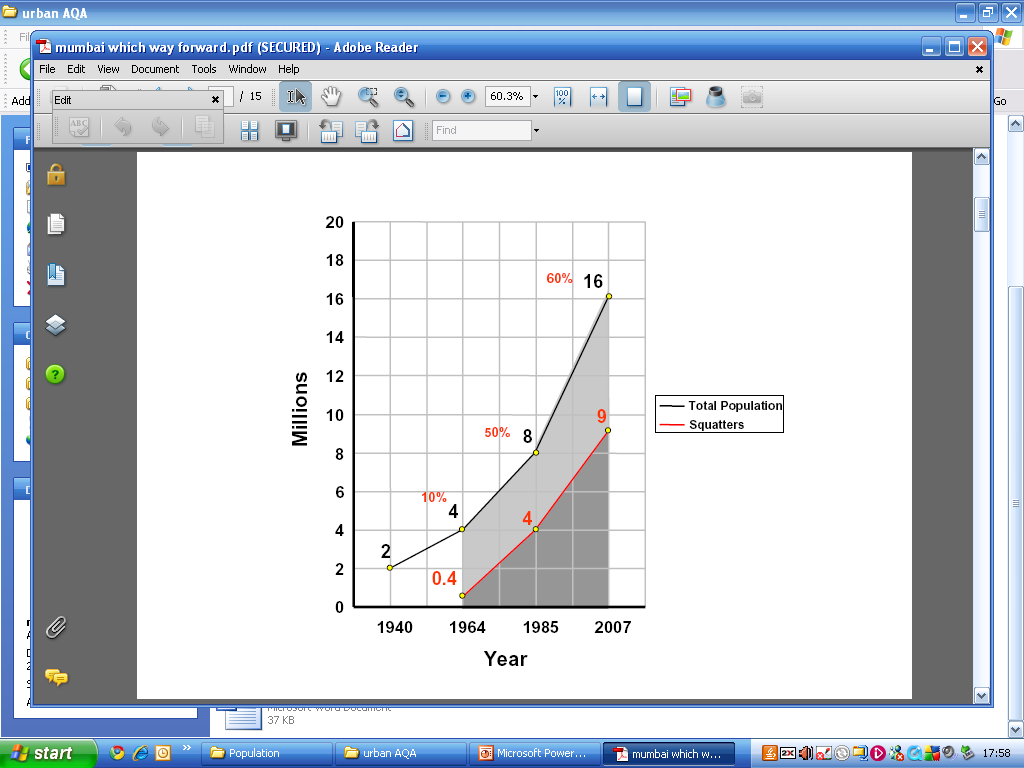 urban AQA
mumbai which way forward.pdf (SECURED) - Adobe Reader
File Edit View Document Tools Window Help
Add
Edit
/ 15
60.3%
Find
Go
20
18
16
14
12
10
8
6
4
2
0
Millions
60% 16
50% 8
10% 4
2
9
4
0.4
Total Population
Squatters
1940 1964 1985 2007
Year
Microsoft Word Document
37 KB
start
Population
urban AQA
Microsoft Power...
mumbai which w...
17:58